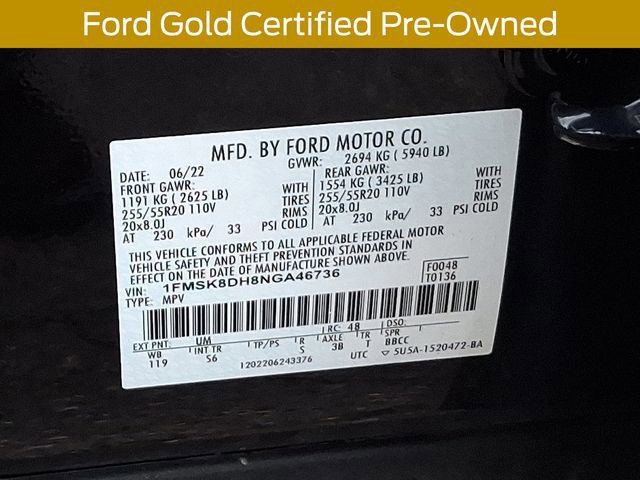 Ford Gold Certified Pre-Owned
MFD. BY FORD MOTOR CO.
DATE: 06/22 GVWR: 2694 KG ( 5940 LB)
FRONT GAWR: REAR GAWR:
1191 KG ( 2625 LB) WITH 1554 KG ( 3425 LB) WITH
255/55R20 110V TIRES 255/55R20 110V TIRES
20x8.0J RIMS 20x8.0J RIMS
AT 230 kPa/ 33 PSI COLD AT 230 kPa/ 33 PSI COLD
THIS VEHICLE CONFORMS TO ALL APPLICABLE FEDERAL MOTOR
VEHICLE SAFETY AND THEFT PREVENTION STANDARDS IN
EFFECT ON THE DATE OF MANUFACTURE SHOWN ABOVE.
VIN: 1FMSK8DH8NGA46736 F0048
TYPE: MPV T0136
EXT PNT: UM RC: 48 DSO:
WB INT TR TP/PS R AXLE TR SPR
119 S6 S 3B T BBCC
1202206243376 UTC ▽ 5U5A-1520472-BA